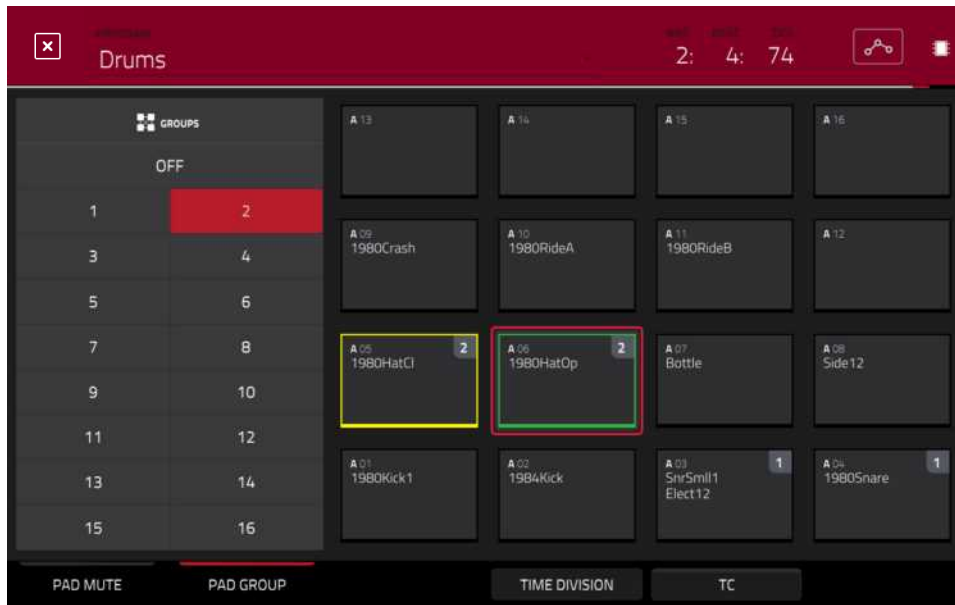 Drums
2: 4: 74
GROUPS
OFF
1 2
3 4
5 6
7 8
9 10
11 12
13 14
15 16
A 13
A 14
A 15
A 16
A 09
1980Crash
A 10
1980RideA
A 11
1980RideB
A 12
A 05 2
1980HatCl
A 06 2
1980HatOp
A 07
Bottle
A 08
Side12
A 01
1980Kick1
A 02
1984Kick
A 03 1
SnrSmll1
Elect12
A 04 1
1980Snare
PAD MUTE PAD GROUP TIME DIVISION TC